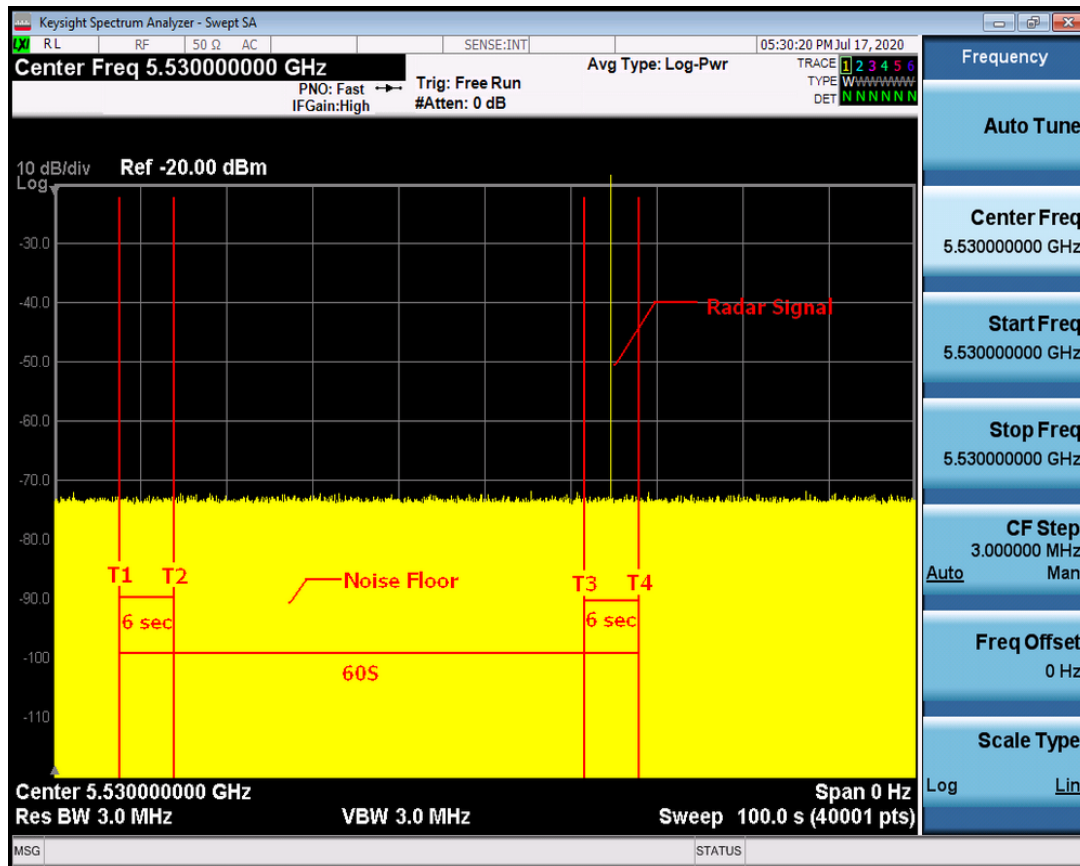 Keysight Spectrum Analyzer - Swept SA
LXI RL RF 50 Ω AC SENSE:INT 05:30:20 PM Jul 17, 2020
Center Freq 5.530000000 GHz
PNO: Fast
IFGain:High
Trig: Free Run
#Atten: 0 dB
Avg Type: Log-Pwr
TRACE 1 2 3 4 5 6
TYPE WWWWWW
DET N N N N N N
10 dB/div
Log
Ref -20.00 dBm
-30.0
-40.0
Radar Signal
-50.0
-60.0
-70.0
-80.0
T1 T2 Noise Floor T3 T4
-90.0
6 sec 6 sec
-100
60S
-110
Center 5.530000000 GHz Span 0 Hz
Res BW 3.0 MHz VBW 3.0 MHz Sweep 100.0 s (40001 pts)
MSG STATUS
Frequency
Auto Tune
Center Freq
5.530000000 GHz
Start Freq
5.530000000 GHz
Stop Freq
5.530000000 GHz
CF Step
3.000000 MHz
Auto Man
Freq Offset
0 Hz
Scale Type
Log Lin